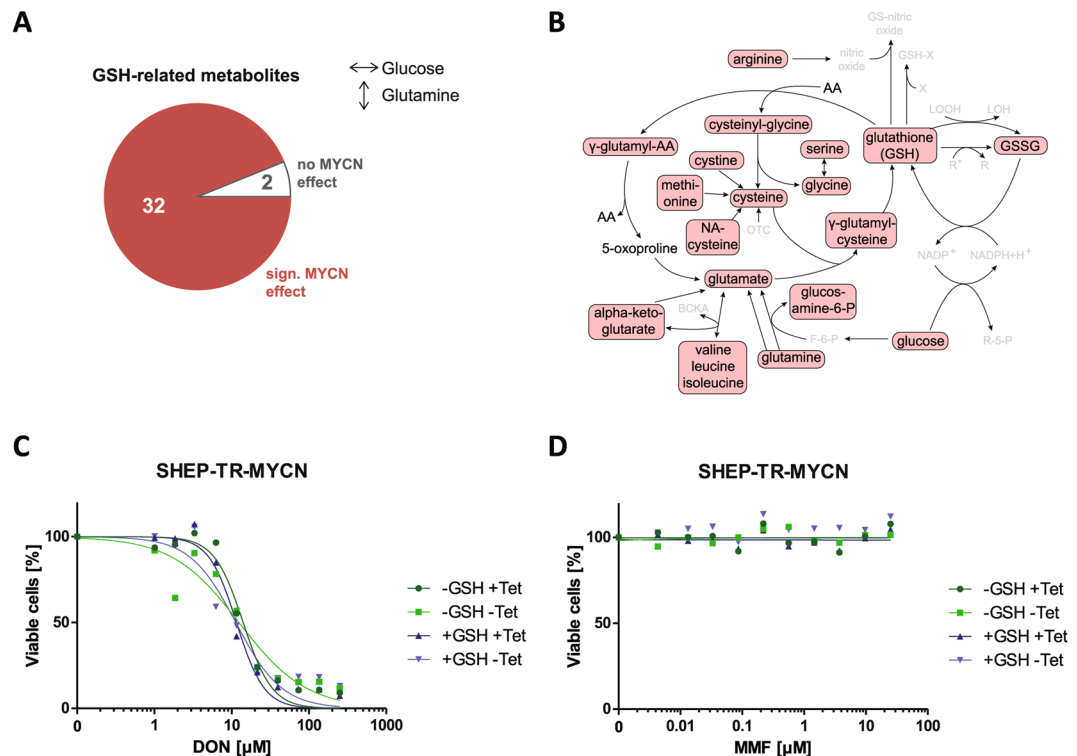 A
GSH-related metabolites
Glucose
Glutamine
no MYCN
effect
2
32
sign. MYCN
effect
B
GS-nitric
oxide
arginine
nitric
oxide
GSH-X
X
AA
LOOH
LOH
cysteinyl-glycine
γ-glutamyl-AA
glutathione
(GSH)
GSSG
R•
R
cystine
serine
methi-
onine
cysteine
glycine
AA
NA-
cysteine
OTC
γ-glutamyl-
cysteine
5-oxoproline
NADP+
NADPH+H+
glutamate
glucos-
amine-6-P
alpha-keto-
glutarate
BCKA
valine
leucine
isoleucine
glutamine
F-6-P
glucose
R-5-P
C
SHEP-TR-MYCN
Viable cells [%]
100
50
0
0
1
10
100
1000
DON [µM]
-GSH +Tet
-GSH -Tet
+GSH +Tet
+GSH -Tet
D
SHEP-TR-MYCN
Viable cells [%]
100
50
0
0
0.01
0.1
1
10
100
MMF [µM]
-GSH +Tet
-GSH -Tet
+GSH +Tet
+GSH -Tet